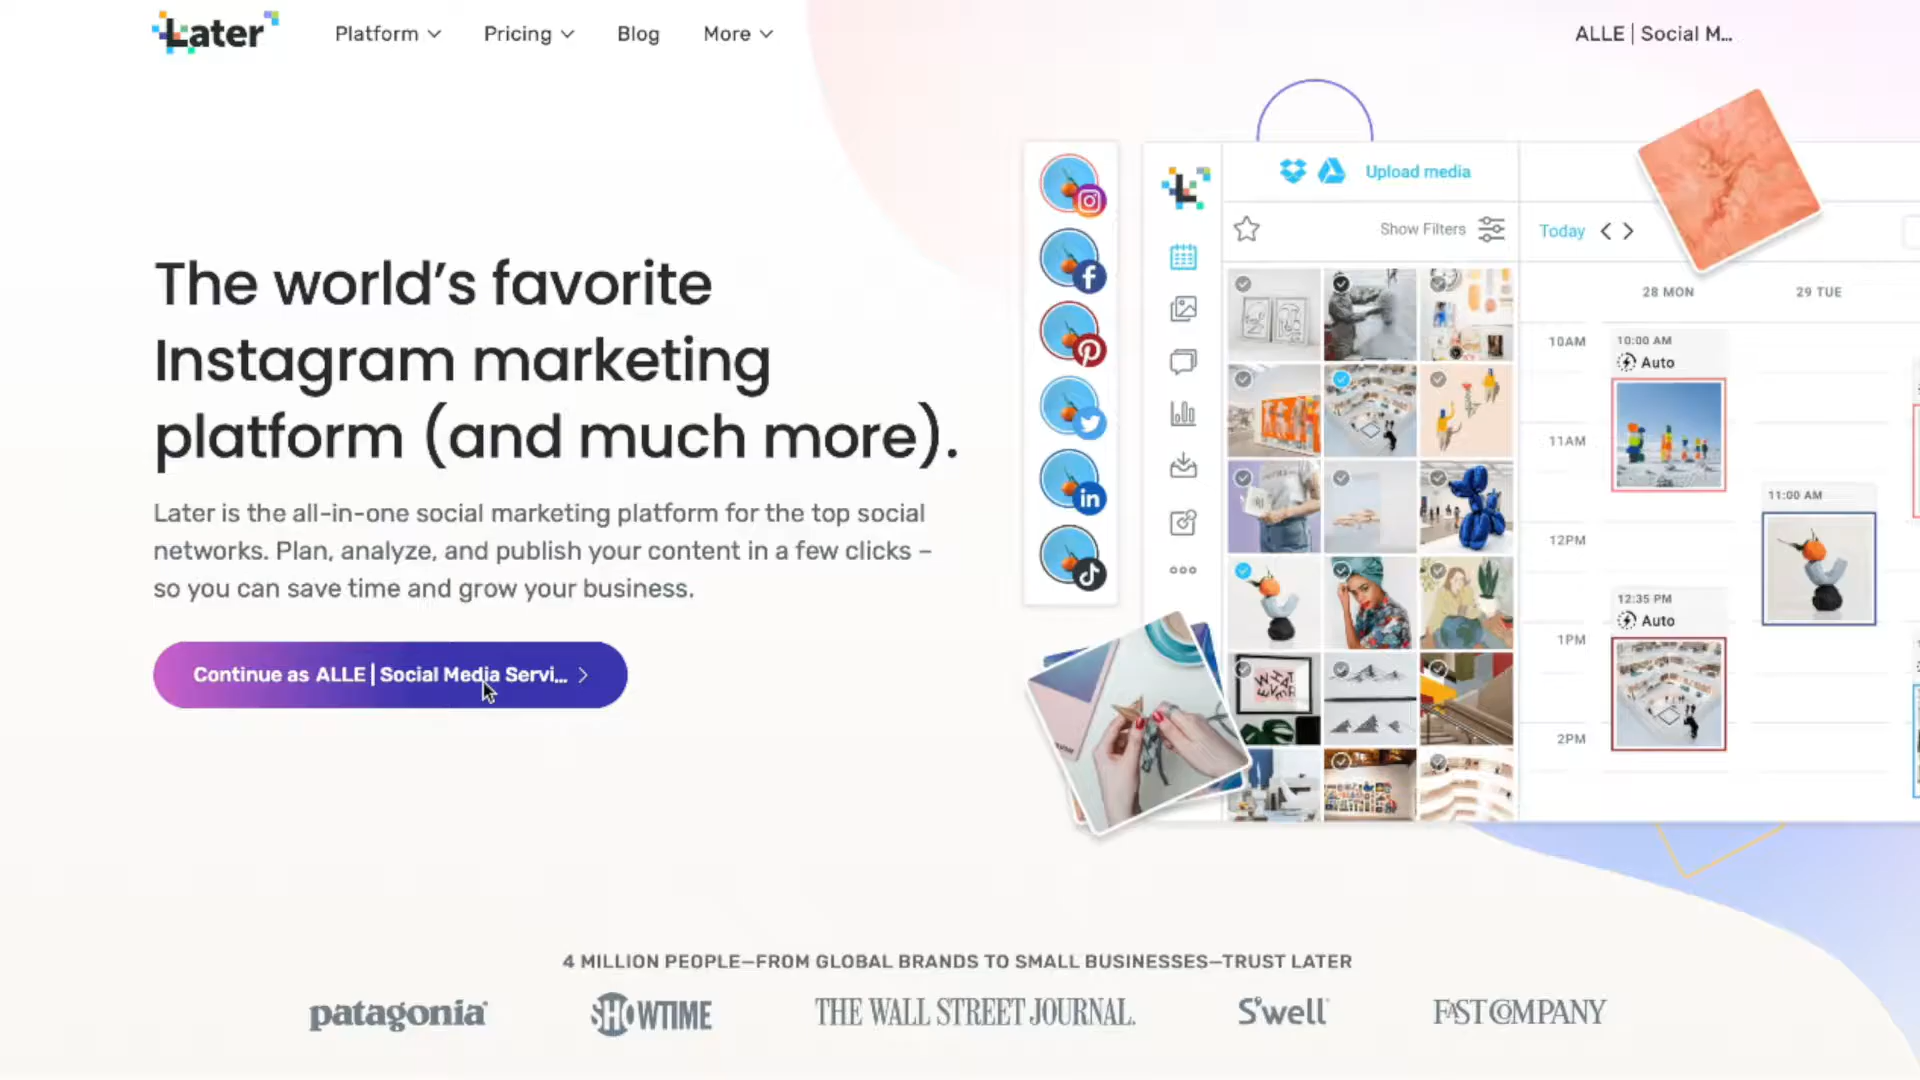 Later
Platform
Pricing
Blog
More
ALLE | Social M...
The world's favorite
Instagram marketing
platform (and much more).
Later is the all-in-one social marketing platform for the top social
networks. Plan, analyze, and publish your content in a few clicks –
so you can save time and grow your business.
Continue as ALLE | Social Media Servi...
Upload media
Show Filters
Today
28 MON
29 TUE
10AM
11AM
12PM
1PM
2PM
10:00 AM
Auto
11:00 AM
12:35 PM
Auto
WHAT
EVER
4 MILLION PEOPLE—FROM GLOBAL BRANDS TO SMALL BUSINESSES—TRUST LATER
patagonia®
SHOWTIME
THE WALL STREET JOURNAL.
S'well
FAST COMPANY